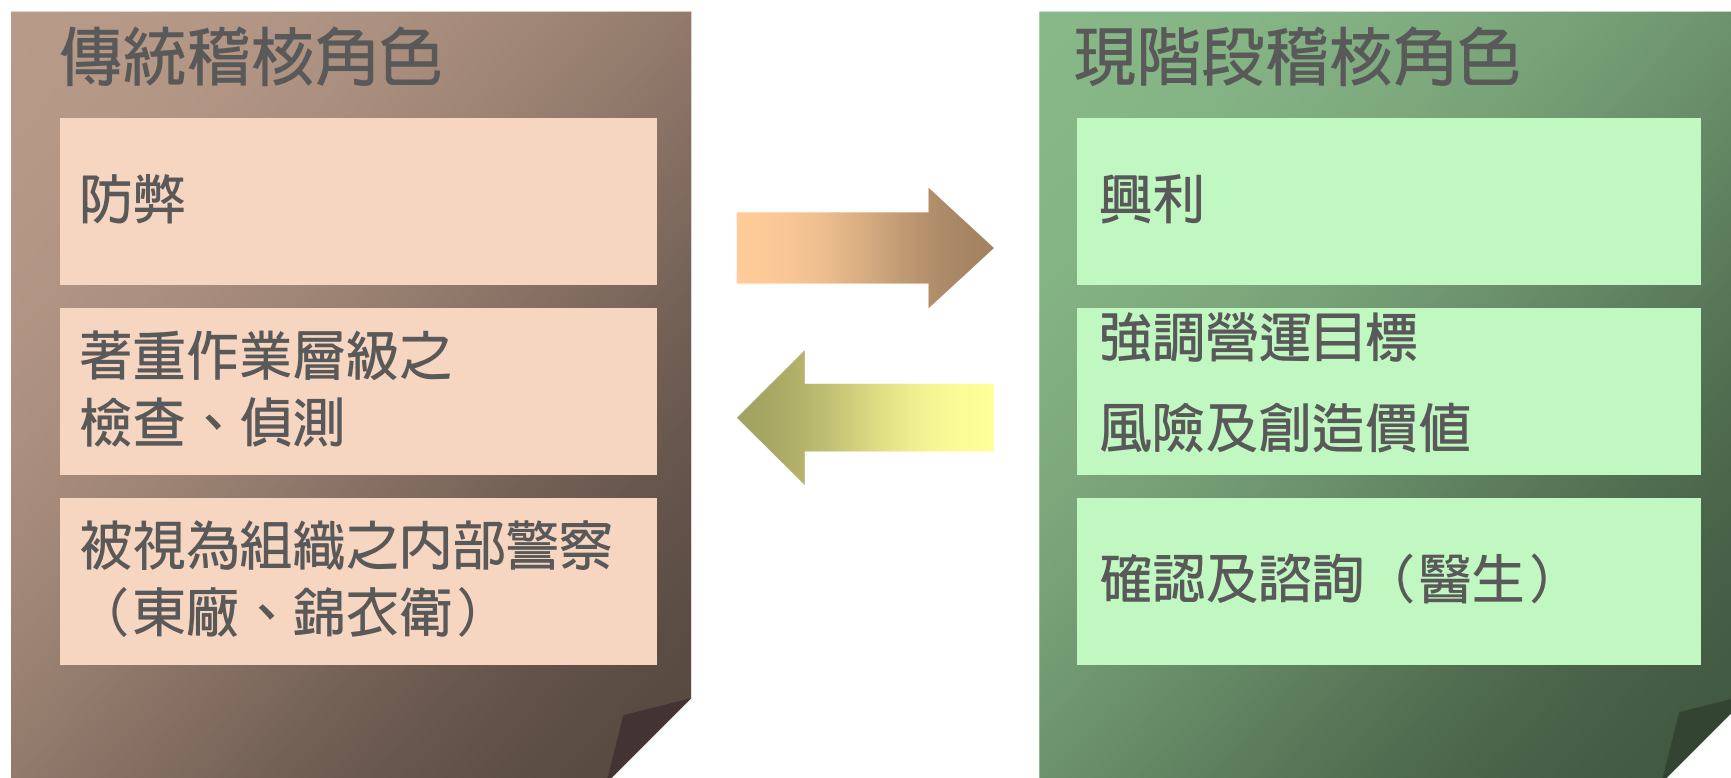 傳統稽核角色
防弊
著重作業層級之
檢查、偵測
被視為組織之內部警察
（東廠、錦衣衛）
現階段稽核角色
興利
強調營運目標
風險及創造價值
確認及諮詢（醫生）